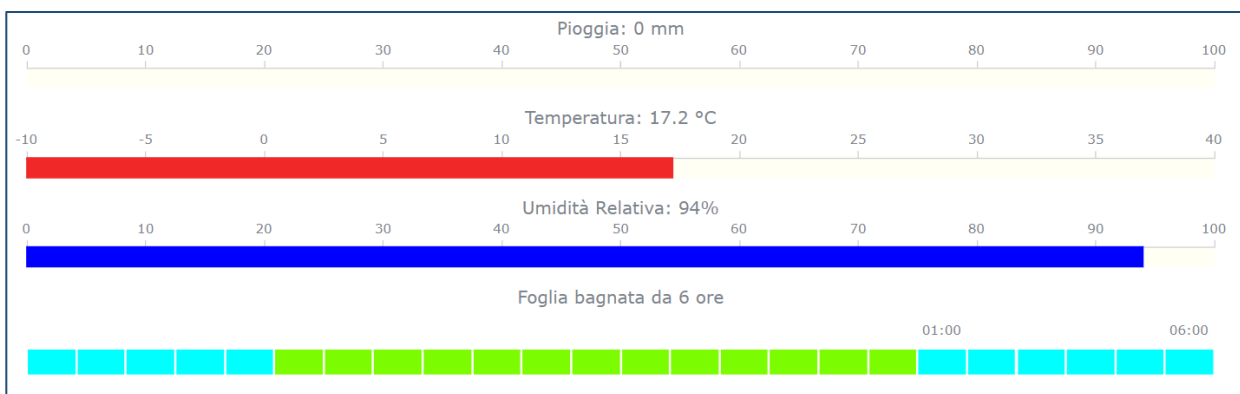 Pioggia: 0 mm
0 10 20 30 40 50 60 70 80 90 100
Temperatura: 17.2 °C
-10 -5 0 5 10 15 20 25 30 35 40
Umidità Relativa: 94%
0 10 20 30 40 50 60 70 80 90 100
Foglia bagnata da 6 ore
01:00 06:00